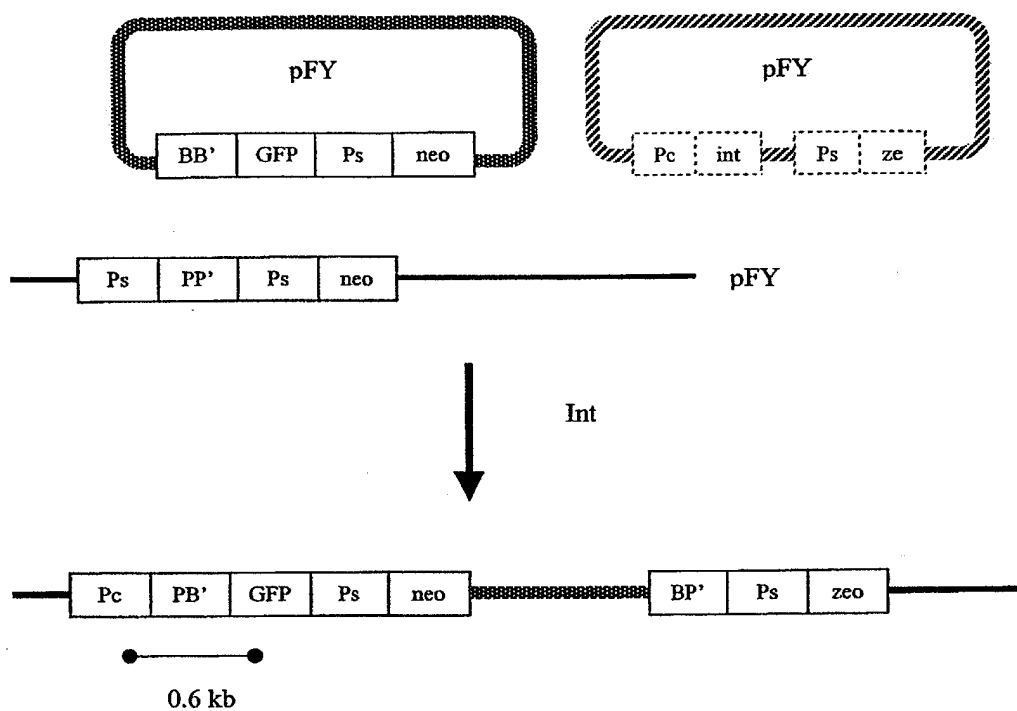 pFY
pFY
BB' GFP Ps neo
Pc int Ps ze
Ps PP' Ps neo
pFY
Int
Pc PB' GFP Ps neo
BP' Ps zeo
0.6 kb